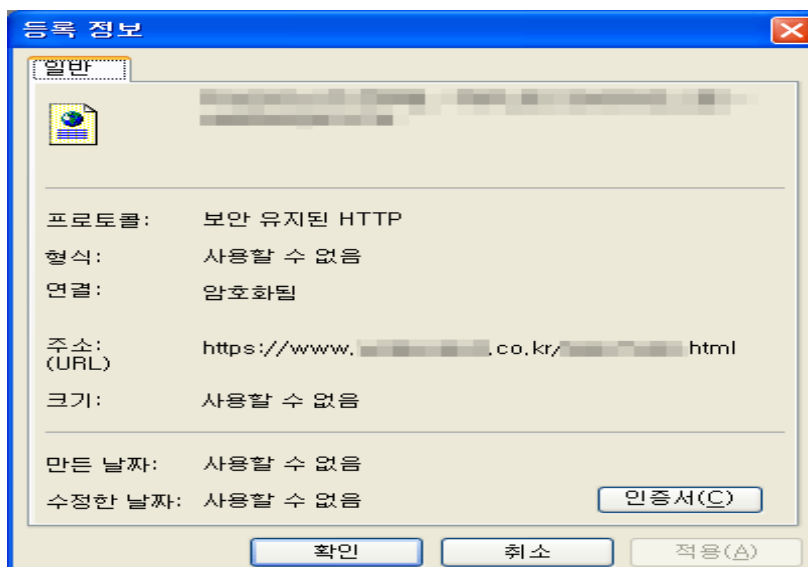 등록 정보
일반
프로토콜: 보안 유지된 HTTP
형식: 사용할 수 없음
연결: 암호화됨
주소: https://www. .co.kr/ html
(URL)
크기: 사용할 수 없음
만든 날짜: 사용할 수 없음
수정한 날짜: 사용할 수 없음
인증서(C)
확인 취소 적용(A)